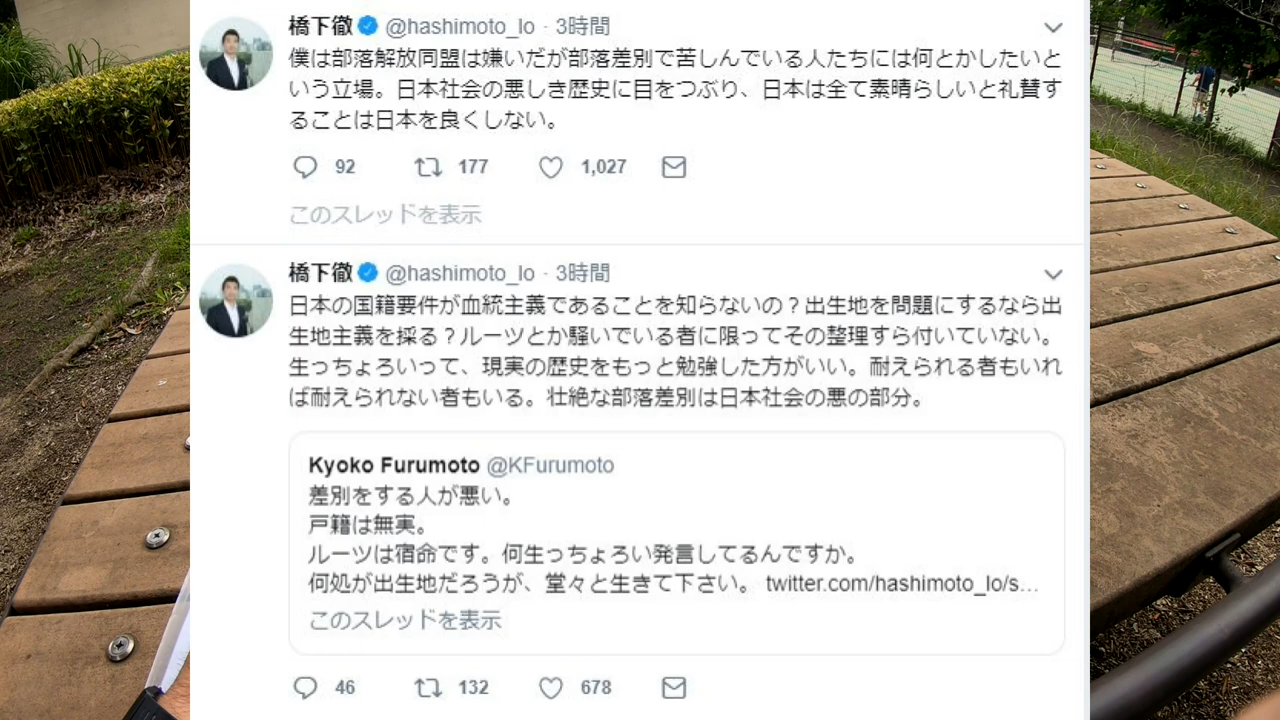 橋下徹 @hashimoto_lo · 3時間
僕は部落解放同盟は嫌いだが部落差別で苦しんでいる人たちには何とかしたいと
いう立場。日本社会の悪しき歴史に目をつぶり、日本は全て素晴らしいと礼賛す
ることは日本を良くしない。
92 177 1,027
このスレッドを表示
橋下徹 @hashimoto_lo · 3時間
日本の国籍要件が血統主義であることを知らないの？出生地を問題にするなら出
生地主義を採る？ルーツとか騒いでいる者に限ってその整理すら付いていない。
生っちょろいって、現実の歴史をもっと勉強した方がいい。耐えられる者もいれ
ば耐えられない者もいる。壮絶な部落差別は日本社会の悪の部分。
Kyoko Furumoto @KFurumoto
差別をする人が悪い。
戸籍は無実。
ルーツは宿命です。何生っちょろい発言してるんですか。
何処が出生地だろうが、堂々と生きて下さい。 twitter.com/hashimoto_lo/s…
このスレッドを表示
46 132 678